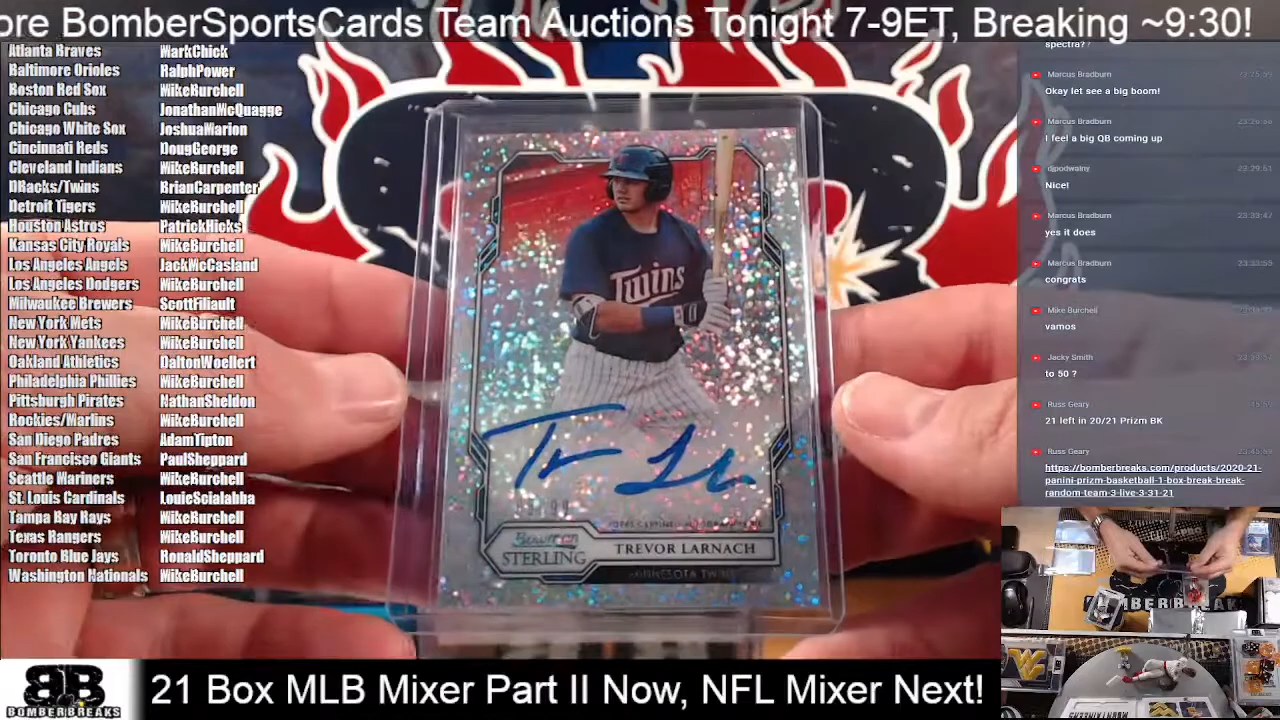 ore BomberSportsCards Team Auctions Tonight 7-9ET, Breaking ~9:30!
Atlanta Braves WarkChick
Baltimore Orioles RalphPower
Boston Red Sox MikeBurchell
Chicago Cubs JonathanMcQuagge
Chicago White Sox JoshuaMarion
Cincinnati Reds DougGeorge
Cleveland Indians MikeBurchell
DBacks/Twins BrianCarpenter
Detroit Tigers MikeBurchell
Houston Astros PatrickHicks
Kansas City Royals MikeBurchell
Los Angeles Angels JackMcCasland
Los Angeles Dodgers MikeBurchell
Milwaukee Brewers ScottFiliault
New York Mets MikeBurchell
New York Yankees MikeBurchell
Oakland Athletics DaltonWoellert
Philadelphia Phillies MikeBurchell
Pittsburgh Pirates NathanSheldon
Rockies/Marlins MikeBurchell
San Diego Padres AdamTipton
San Francisco Giants PaulSheppard
Seattle Mariners MikeBurchell
St. Louis Cardinals LouieScialabba
Tampa Bay Rays MikeBurchell
Texas Rangers MikeBurchell
Toronto Blue Jays RonaldSheppard
Washington Nationals MikeBurchell
Twins
Bowman
STERLING
TREVOR LARNACH
MINNESOTA TWINS
spectra?
Marcus Bradburn
Okay let see a big boom!
Marcus Bradburn
I feel a big QB coming up
djpodwalny
Nice!
Marcus Bradburn 23:33:47
yes it does
Marcus Bradburn
congrats
Mike Burchell
vamos
Jacky Smith
to 50 ?
Russ Geary
21 left in 20/21 Prizm BK
Russ Geary
https://bomberbreaks.com/products/2020-21-
panini-prizm-basketball-1-box-break-break-
random-team-3-live-3-31-21
BOMBERBREAKS
BB
BOMBERBREAKS
21 Box MLB Mixer Part II Now, NFL Mixer Next!